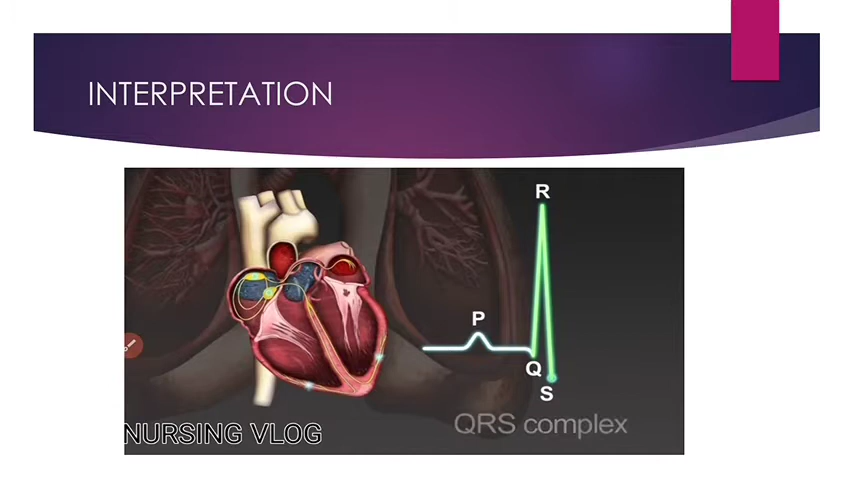 INTERPRETATION
R
P
Q
S
QRS complex
NURSING VLOG